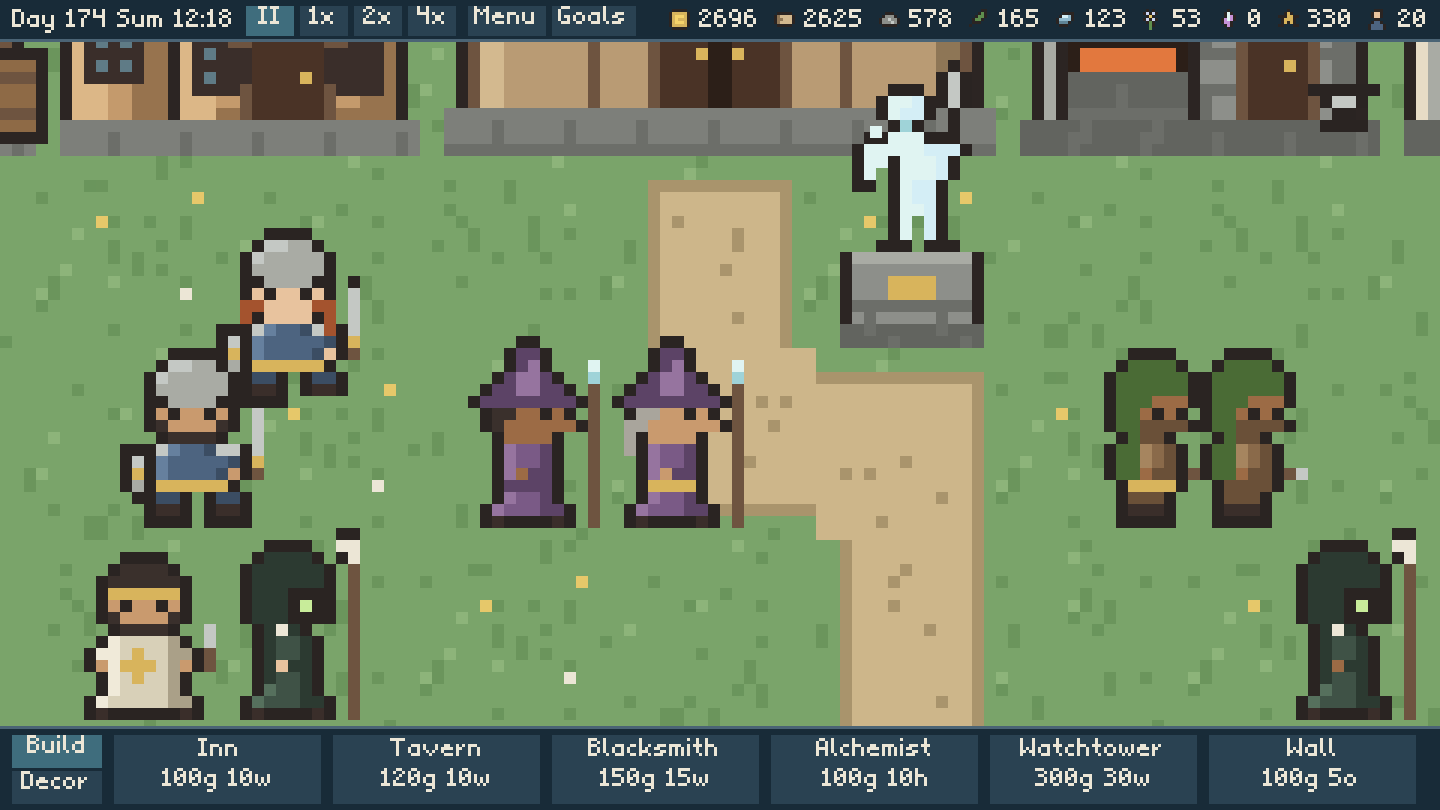 Day 174 Sum 12:18 II 1x 2x 4x Menu Goals 2696 2625 578 165 123 53 0 330 20
Build
Decor
Inn
100g 10w
Tavern
120g 10w
Blacksmith
150g 15w
Alchemist
100g 10h
Watchtower
300g 30w
Wall
100g 5o